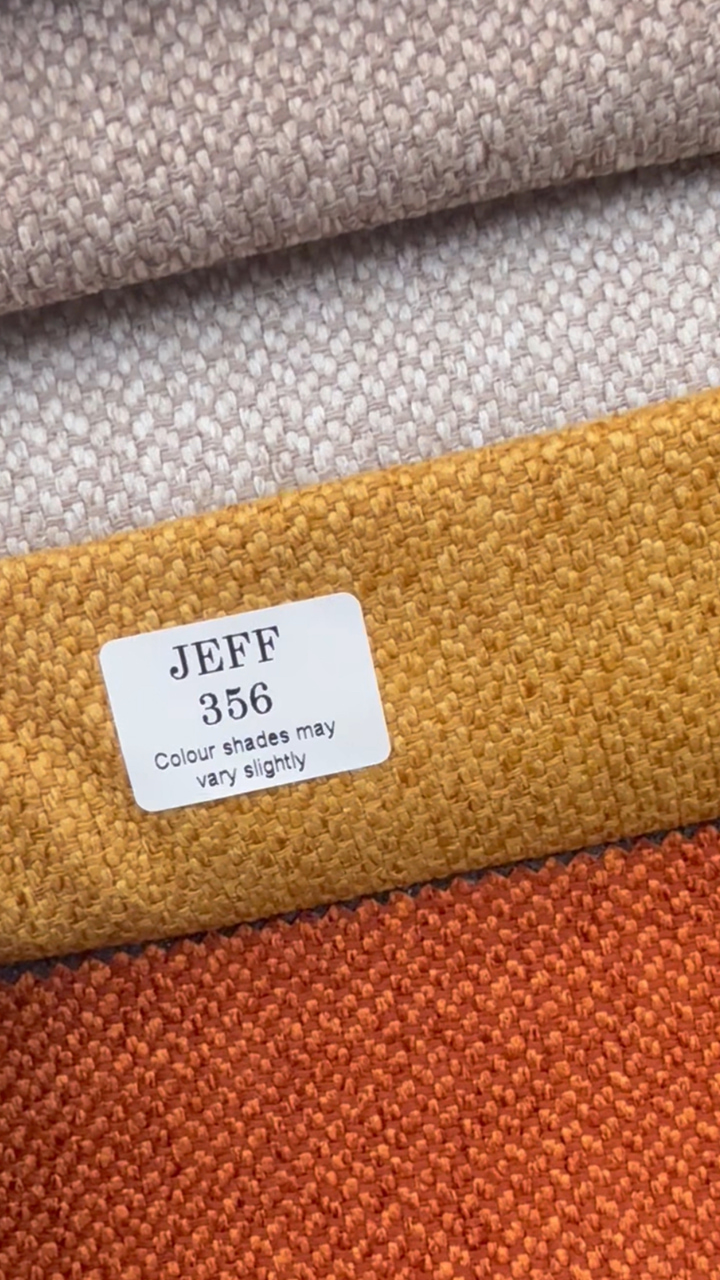 JEFF
356
Colour shades may
vary slightly